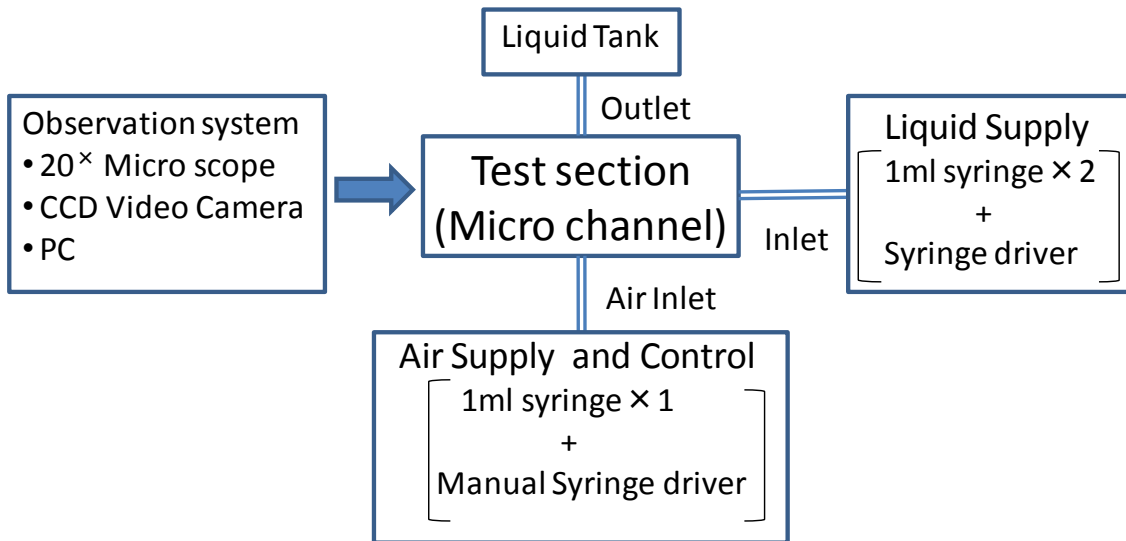 Liquid Tank
Outlet
Observation system
• 20× Micro scope
• CCD Video Camera
• PC
Test section
(Micro channel)
Inlet
Liquid Supply
1ml syringe × 2
+
Syringe driver
Air Inlet
Air Supply and Control
1ml syringe × 1
+
Manual Syringe driver